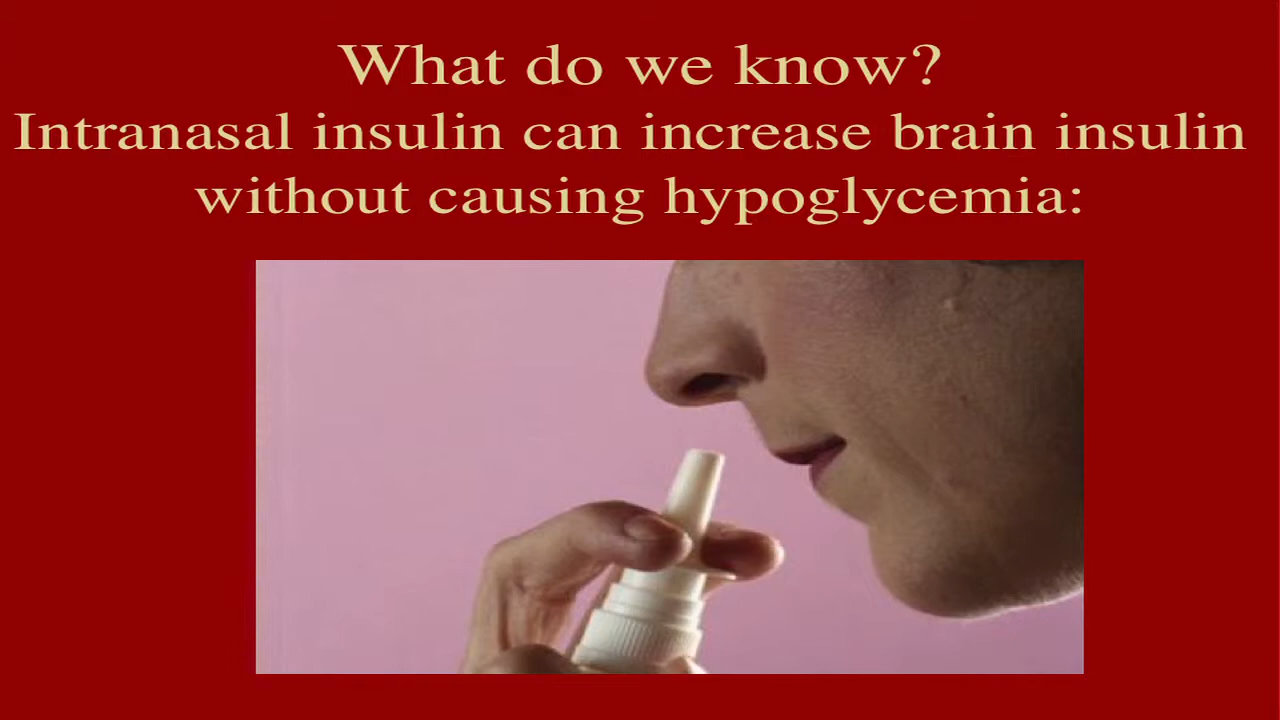 What do we know?
Intranasal insulin can increase brain insulin
without causing hypoglycemia: